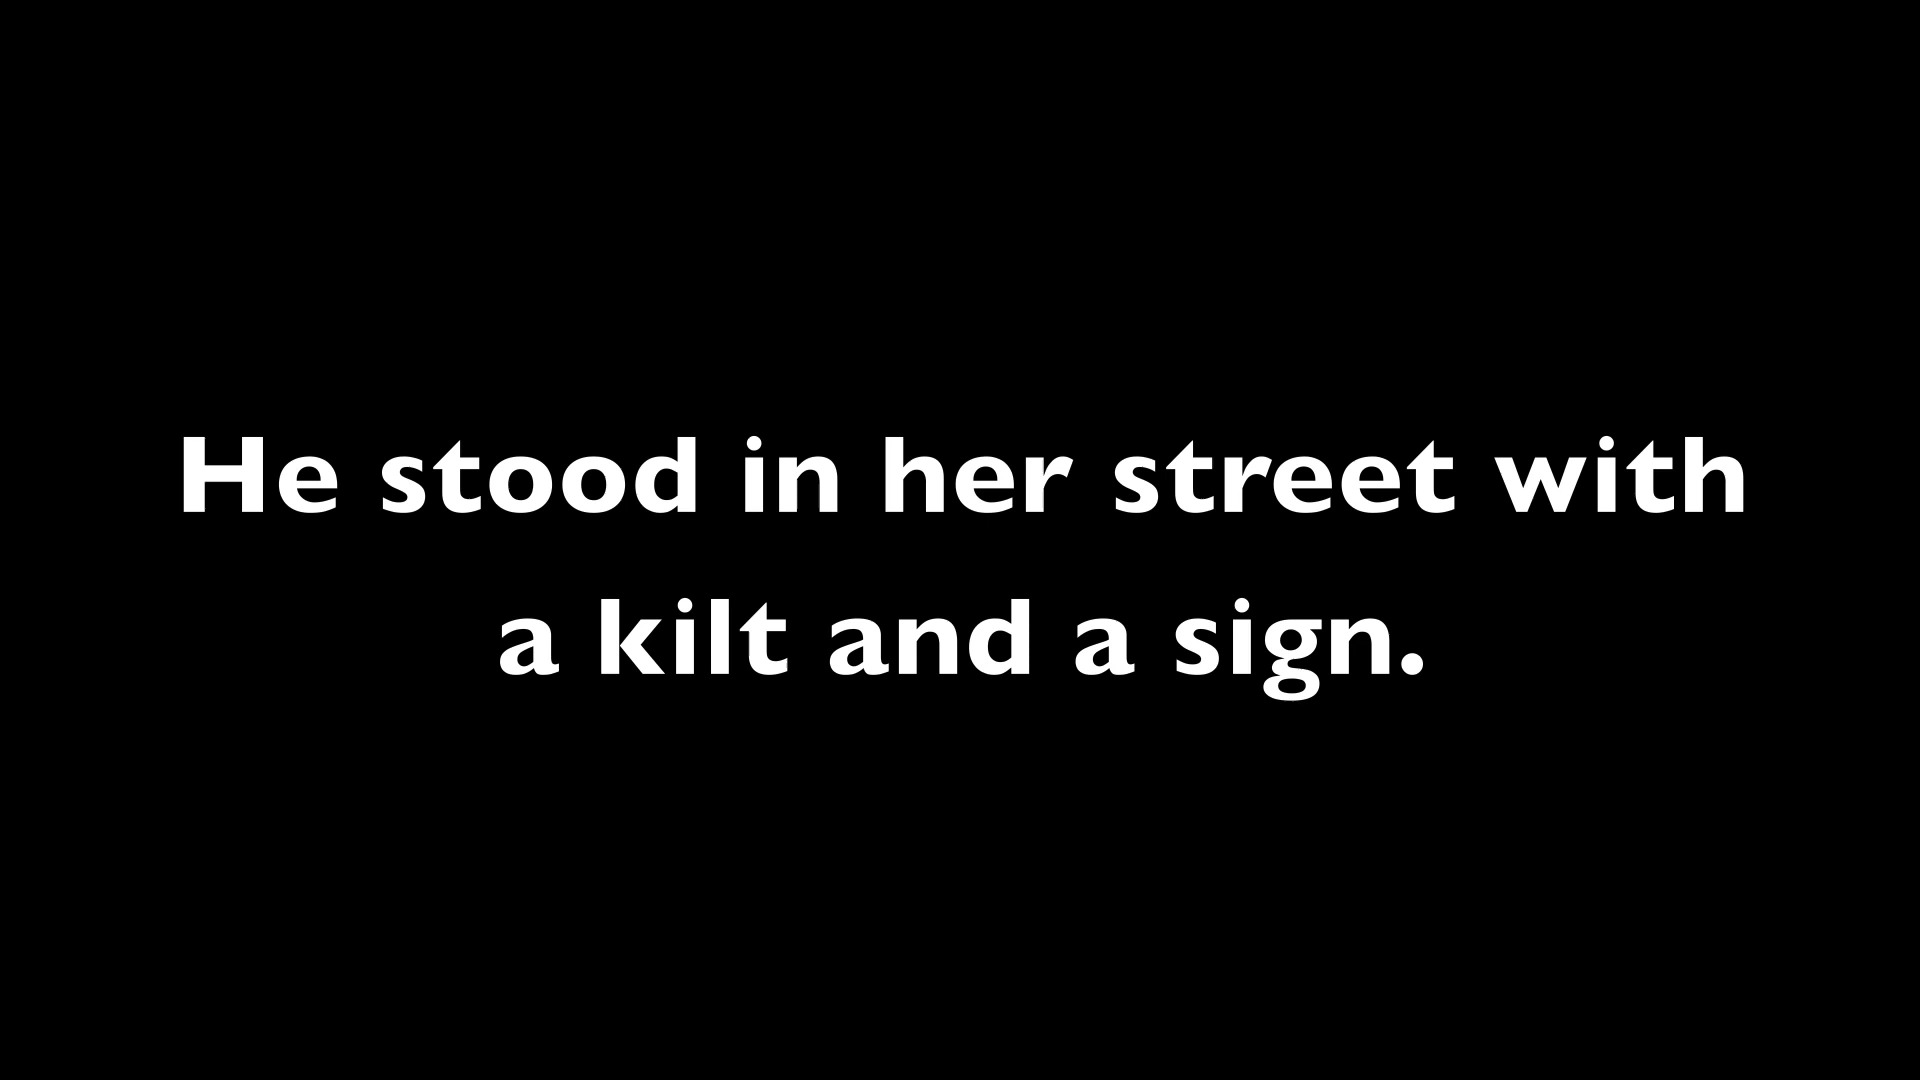 He stood in her street with
a kilt and a sign.